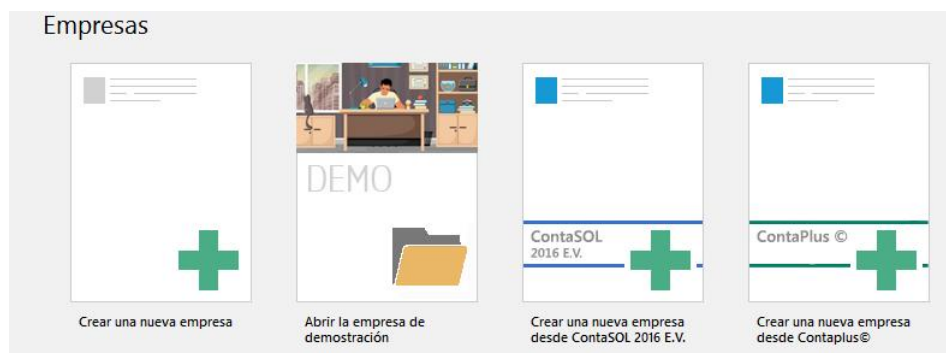 Empresas
DEMO
ContaSOL
2016 E.V.
ContaPlus ©
Crear una nueva empresa
Abrir la empresa de
demostración
Crear una nueva empresa
desde ContaSOL 2016 E.V.
Crear una nueva empresa
desde Contaplus©